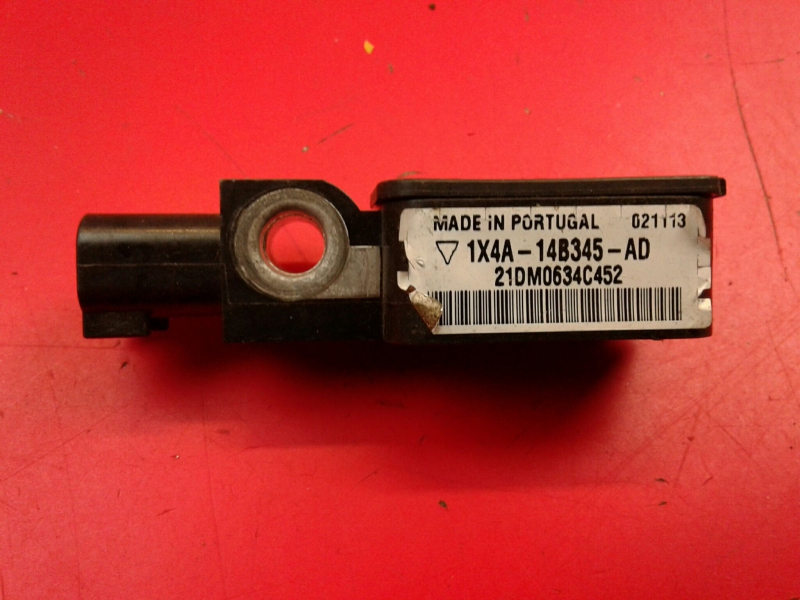 MADE IN PORTUGAL 021113
1X4A-14B345-AD
21DM0634C452